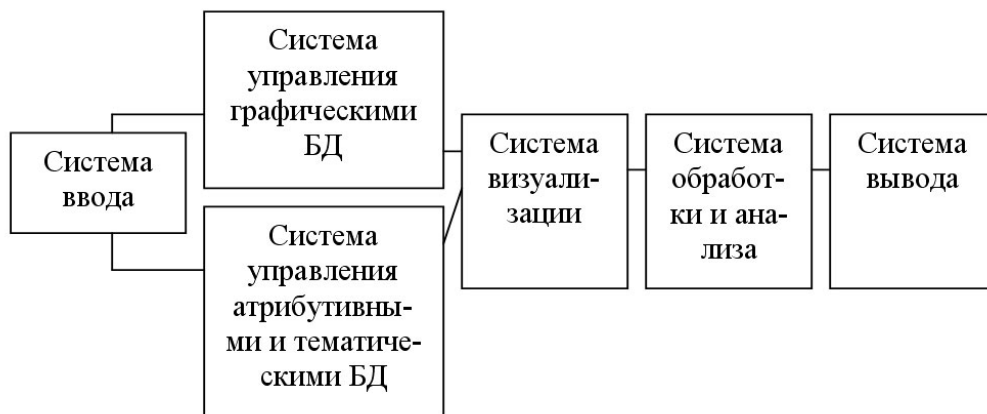 Система
ввода
Система
управления
графическими
БД
Система
управления
атрибутивны-
ми и тематиче-
скими БД
Система
визуали-
зации
Система
обработ-
ки и ана-
лиза
Система
вывода